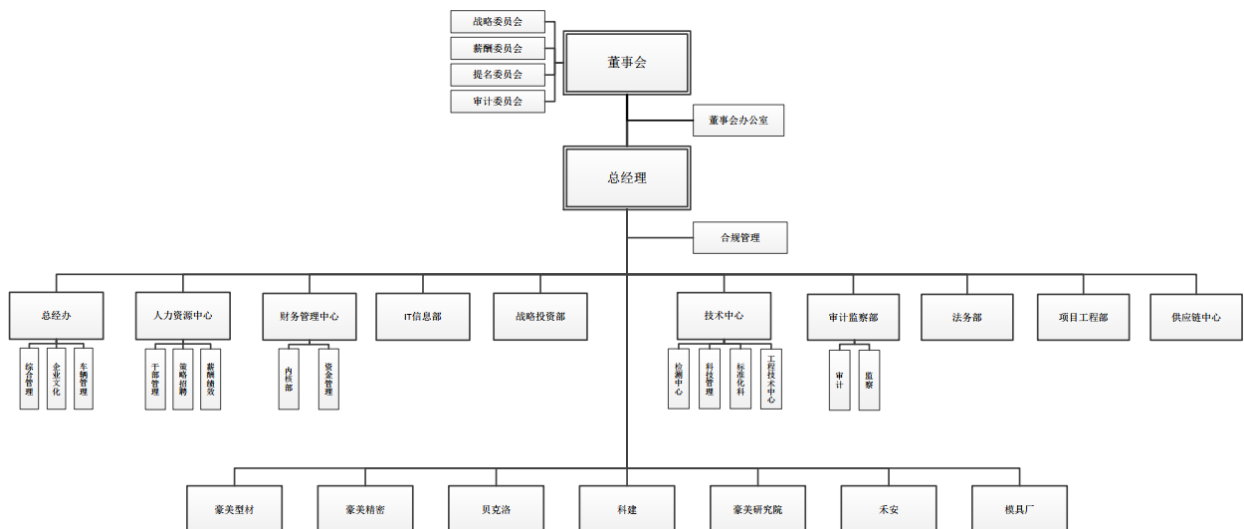 战略委员会
薪酬委员会
提名委员会
审计委员会
董事会
董事会办公室
总经理
合规管理
总经办
人力资源中心
财务管理中心
IT信息部
战略投资部
技术中心
审计监察部
法务部
项目工程部
供应链中心
综合管理
企业文化
车辆管理
干部管理
策略招聘
薪酬绩效
内核部
资金管理
检测中心
科技管理
标准化科
工程技术中心
审计
监察
豪美型材
豪美精密
贝克洛
科建
豪美研究院
禾安
模具厂